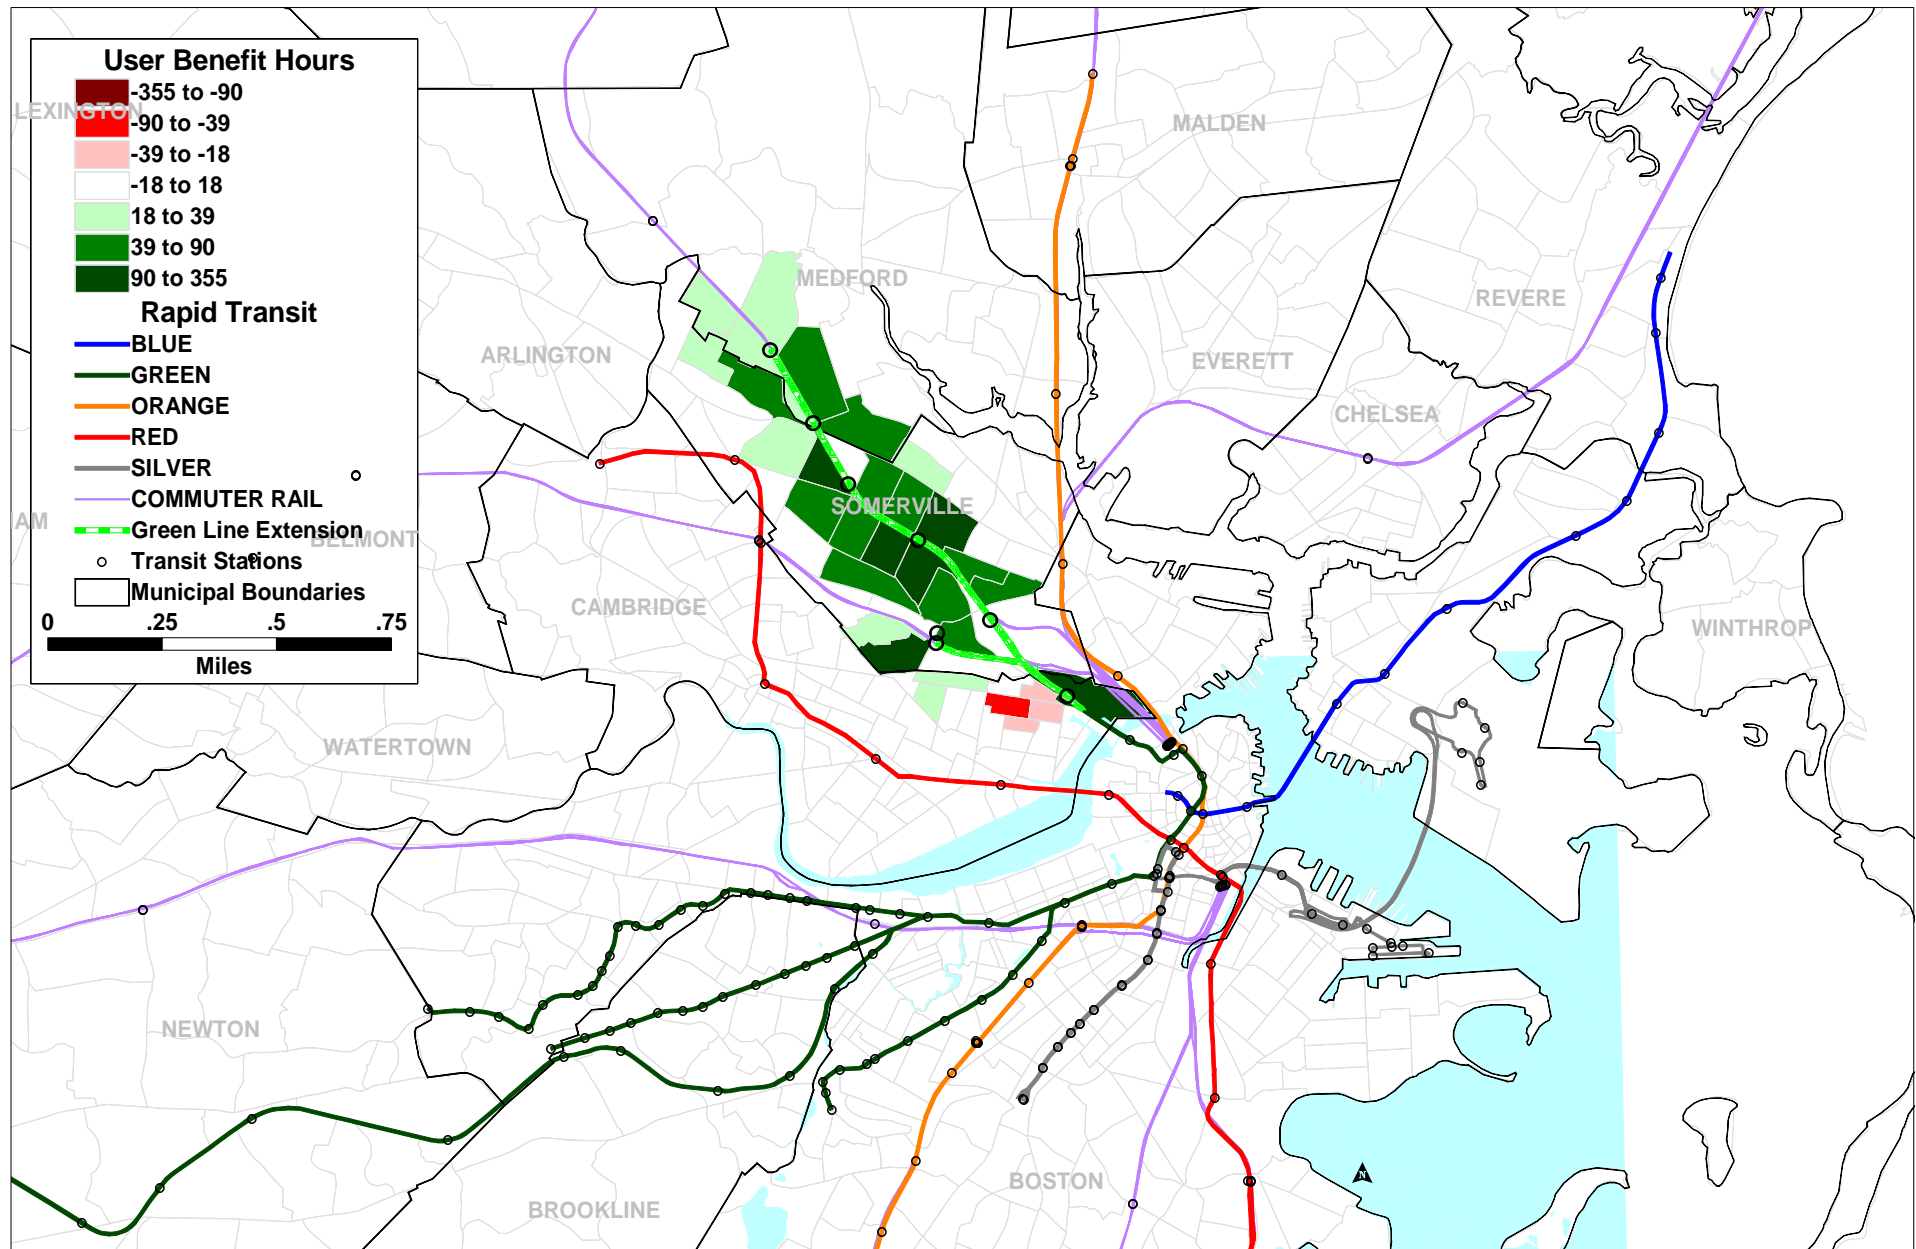 User Benefit Hours
-355 to -90
LEXINGTON
-90 to -39
-39 to -18
-18 to 18
18 to 39
39 to 90
90 to 355
Rapid Transit
BLUE
GREEN
ORANGE
RED
SILVER
COMMUTER RAIL
Green Line Extension
Transit Stations
Municipal Boundaries
0 .25 .5 .75
Miles
AM
BELMONT
MALDEN
MEDFORD
REVERE
ARLINGTON
EVERETT
CHELSEA
SOMERVILLE
CAMBRIDGE
WINTHROP
WATERTOWN
NEWTON
BOSTON
BROOKLINE
N